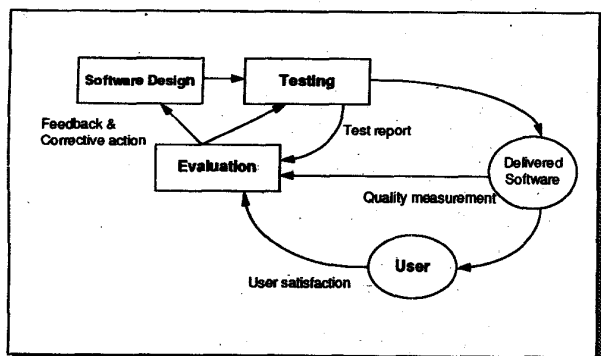 Software Design
Testing
Feedback &
Corrective action
Test report
Evaluation
Delivered
Software
Quality measurement
User
User satisfaction